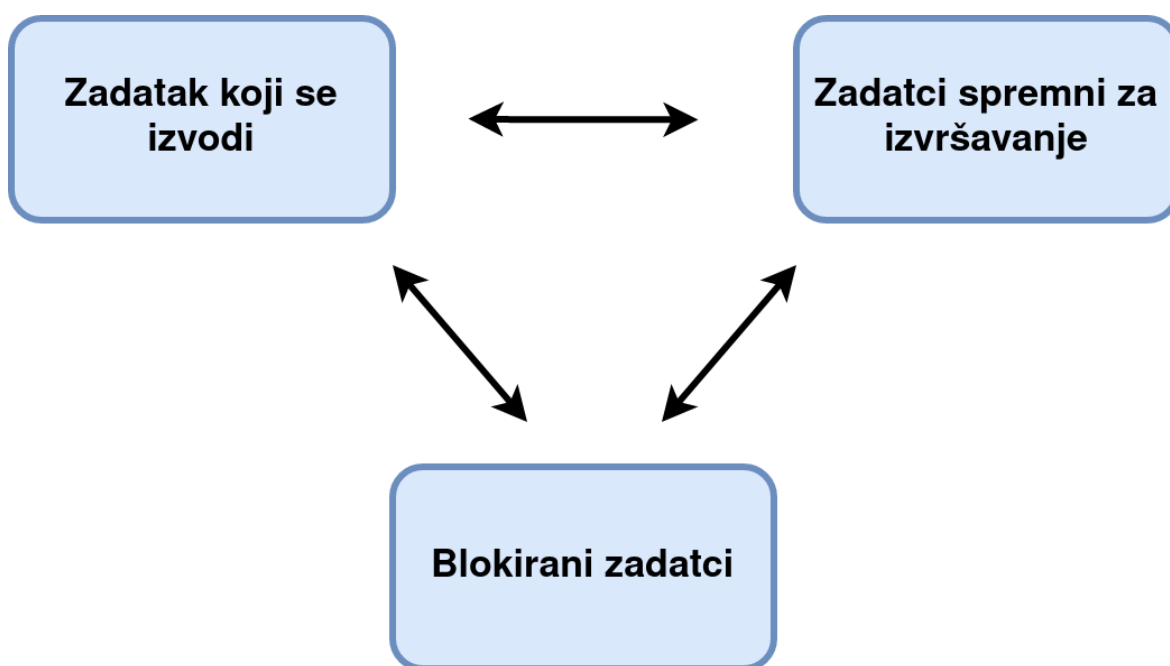 Zadatak koji se
izvodi
Zadatci spremni za
izvršavanje
Blokirani zadatci